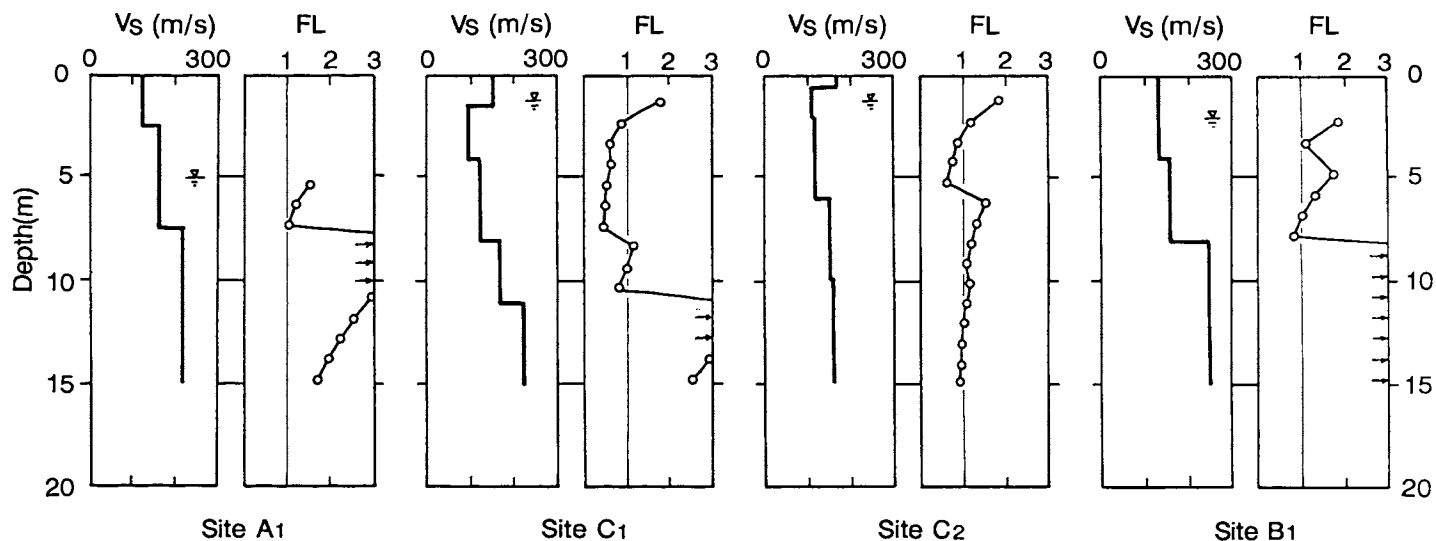 Vs (m/s) FL Vs (m/s) FL Vs (m/s) FL Vs (m/s) FL
0 300 1 2 3 0 300 1 2 3 0 300 1 2 3 0 300 1 2 3
0 0
5 5
10 10
15 15
20 20
Depth(m)
Site A1 Site C1 Site C2 Site B1